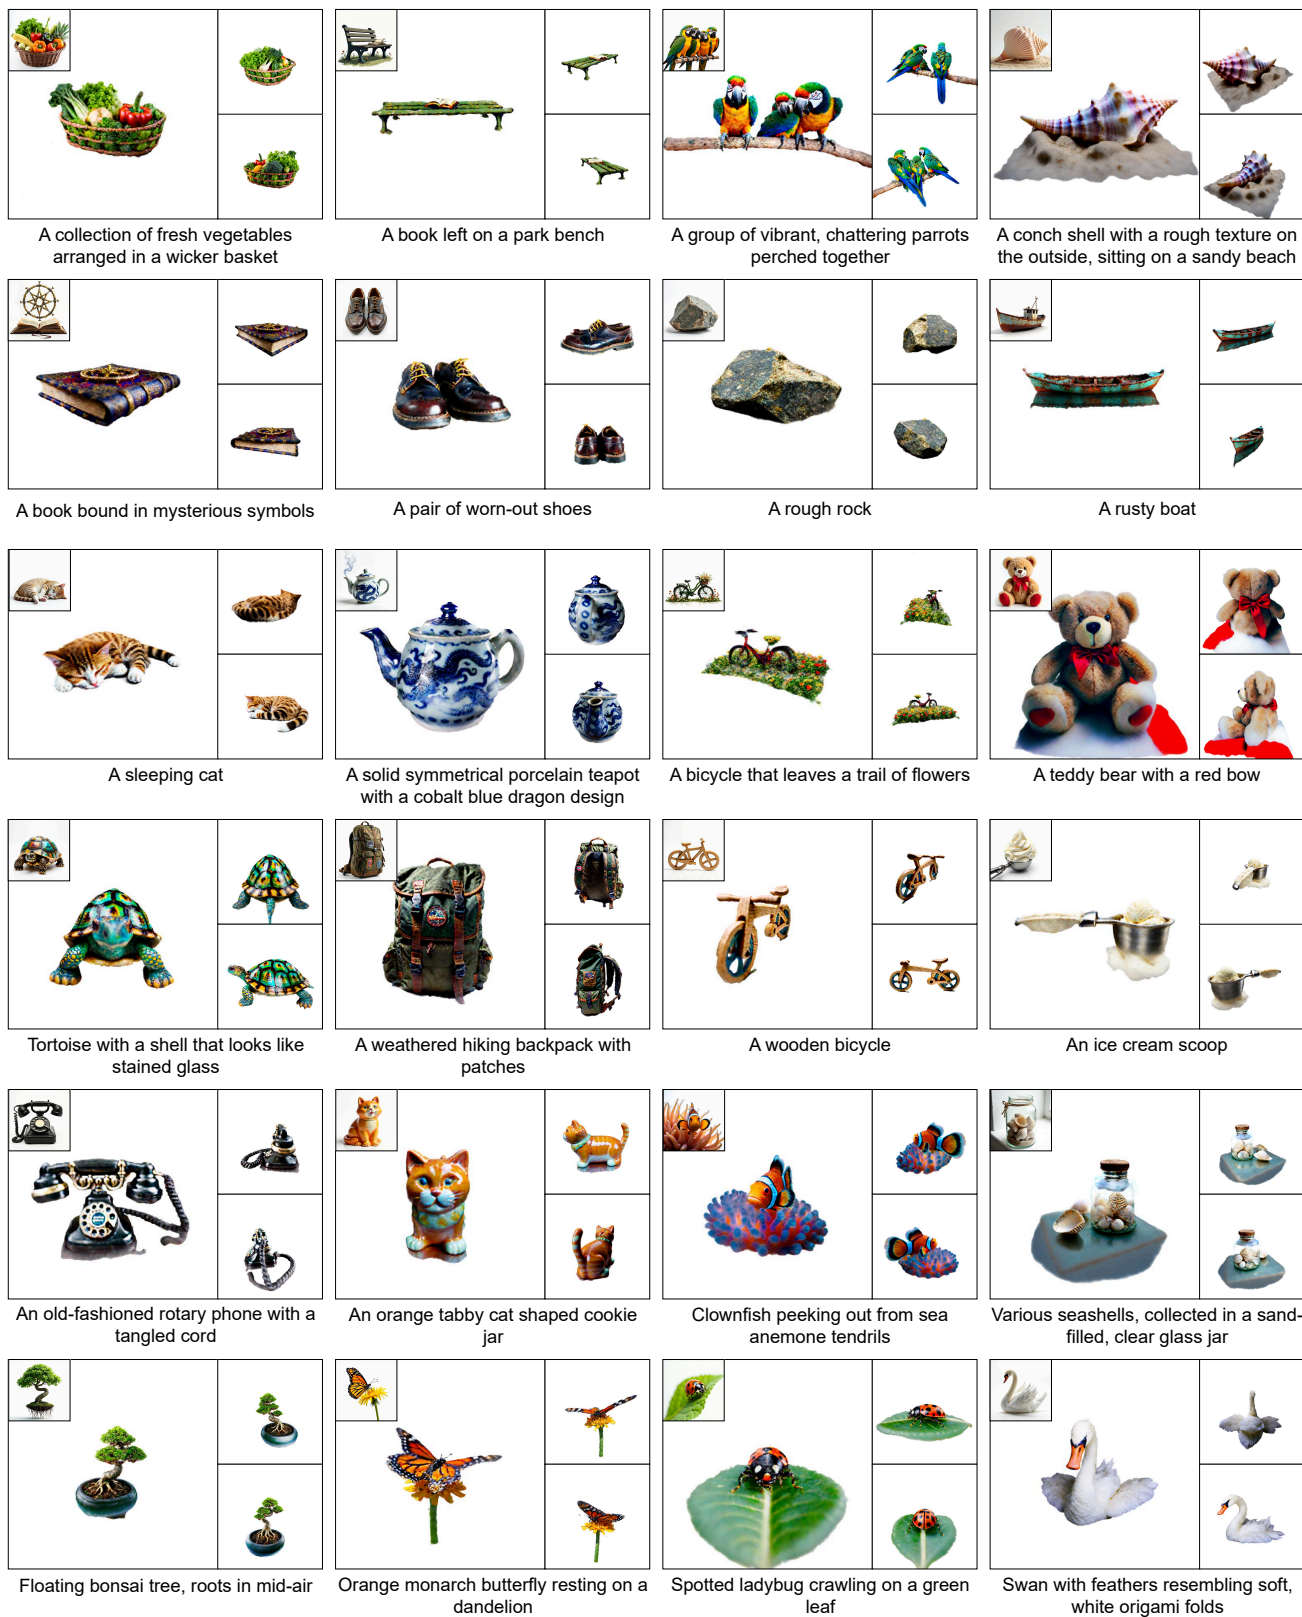 A collection of fresh vegetables
arranged in a wicker basket
A book left on a park bench
A group of vibrant, chattering parrots
perched together
A conch shell with a rough texture on
the outside, sitting on a sandy beach
A book bound in mysterious symbols
A pair of worn-out shoes
A rough rock
A rusty boat
A sleeping cat
A solid symmetrical porcelain teapot
with a cobalt blue dragon design
A bicycle that leaves a trail of flowers
A teddy bear with a red bow
Tortoise with a shell that looks like
stained glass
A weathered hiking backpack with
patches
A wooden bicycle
An ice cream scoop
An old-fashioned rotary phone with a
tangled cord
An orange tabby cat shaped cookie
jar
Clownfish peeking out from sea
anemone tendrils
Various seashells, collected in a sand-
filled, clear glass jar
Floating bonsai tree, roots in mid-air
Orange monarch butterfly resting on a
dandelion
Spotted ladybug crawling on a green
leaf
Swan with feathers resembling soft,
white origami folds